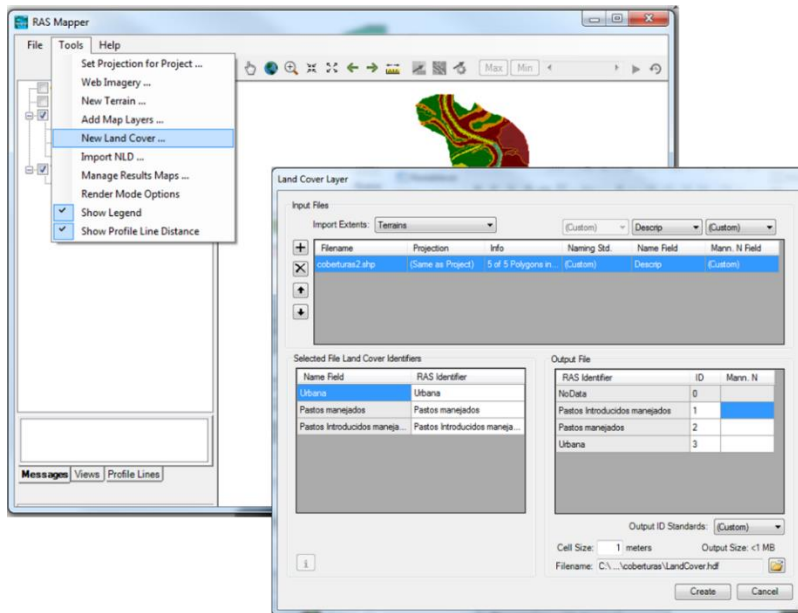 RAS Mapper
File Tools Help
Set Projection for Project ...
Web Imagery ...
New Terrain ...
Add Map Layers ...
New Land Cover ...
Import NLD ...
Manage Results Maps ...
Render Mode Options
Show Legend
Show Profile Line Distance
Max Min
Messages Views Profile Lines
Land Cover Layer
Input Files
Import Extents: Terrains (Custom) Descrip (Custom)
Filename Projection Info Naming Std. Name Field Mann. N Field
coberturas2.shp (Same as Project) 5 of 5 Polygons in... (Custom) Descrip (Custom)
Selected File Land Cover Identifiers
Name Field RAS Identifier
Urbana Urbana
Pastos manejados Pastos manejados
Pastos Introducidos maneja... Pastos Introducidos maneja...
Output File
RAS Identifier ID Mann. N
NoData 0
Pastos Introducidos manejados 1
Pastos manejados 2
Urbana 3
Output ID Standards: (Custom)
Cell Size: 1 meters Output Size: <1 MB
Filename: C:\ ...\coberturas\LandCover.hdf
Create Cancel